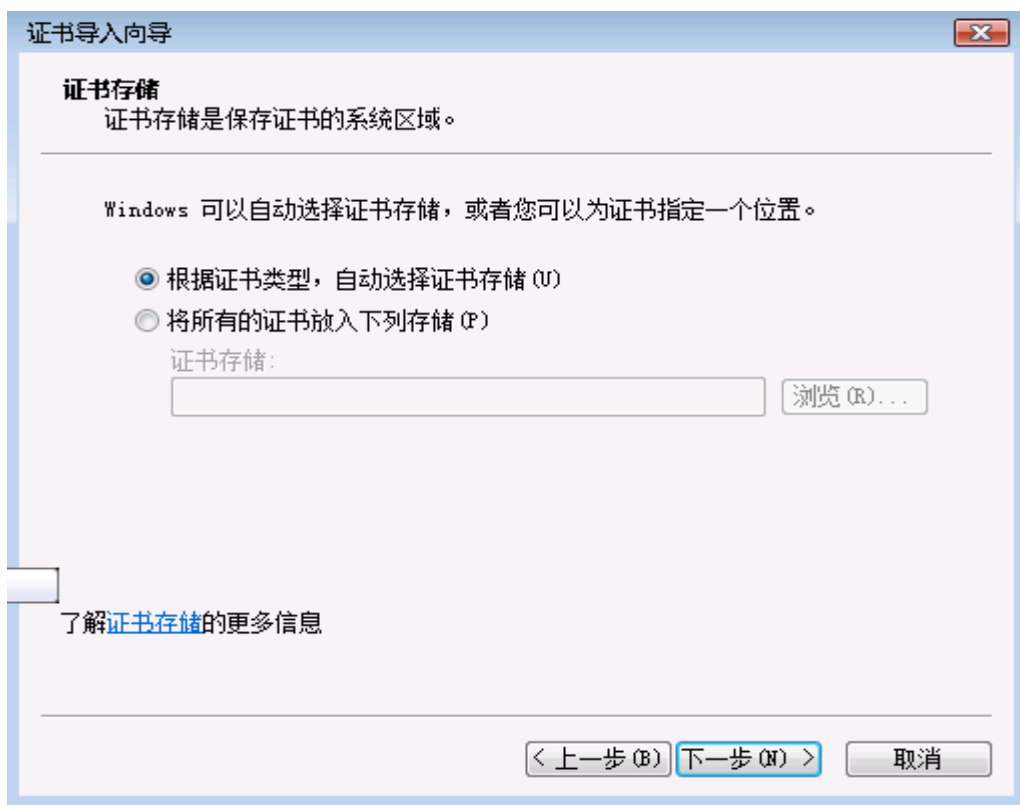 证书导入向导
证书存储
证书存储是保存证书的系统区域。
Windows 可以自动选择证书存储，或者您可以为证书指定一个位置。
根据证书类型，自动选择证书存储(U)
将所有的证书放入下列存储(P)
证书存储:
浏览(R)...
了解证书存储的更多信息
< 上一步(B) 下一步(N) > 取消